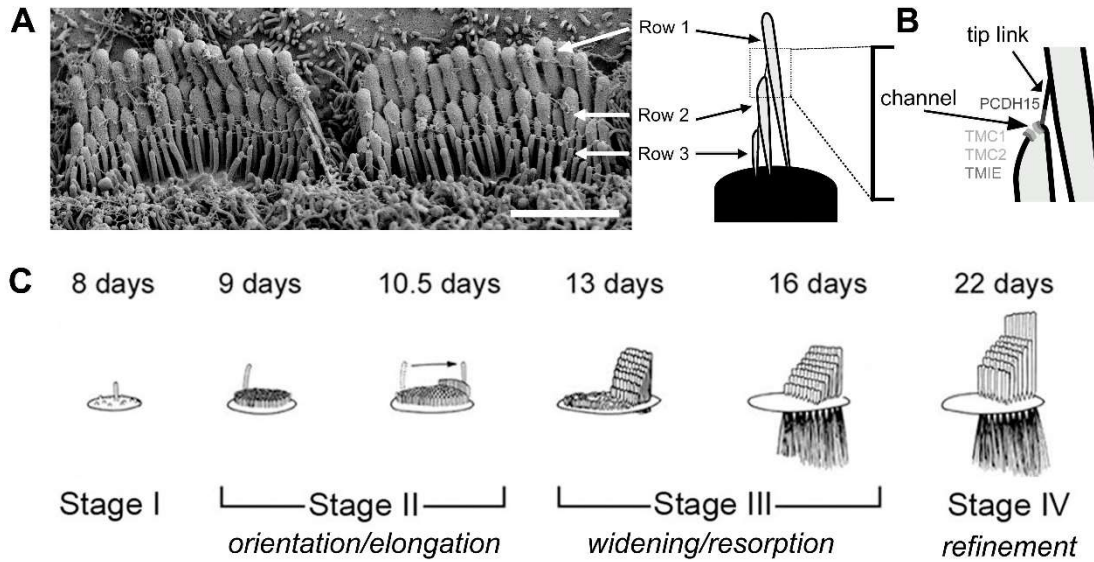 A
Row 1
Row 2
Row 3
B
tip link
channel
PCDH15
TMC1
TMC2
TMIE
C
8 days
9 days
10.5 days
13 days
16 days
22 days
Stage I
Stage II
Stage III
Stage IV
orientation/elongation
widening/resorption
refinement